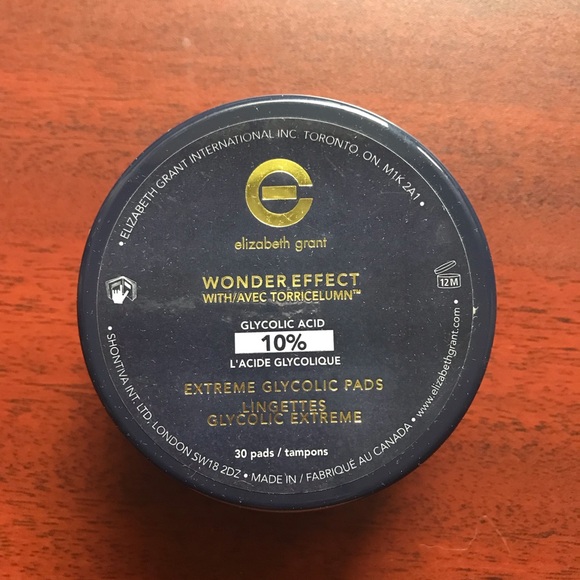 • ELIZABETH GRANT INTERNATIONAL INC. TORONTO, ON. M1K 2A1 •
e
elizabeth grant
WONDER EFFECT
WITH/AVEC TORRICELUMN™
12 M
GLYCOLIC ACID
10%
L'ACIDE GLYCOLIQUE
EXTREME GLYCOLIC PADS
LINGETTES
GLYCOLIC EXTREME
30 pads / tampons
• SHONTIVA INT. LTD. LONDON SW18 2DZ • MADE IN / FABRIQUÉ AU CANADA • www.elizabethgrant.com •